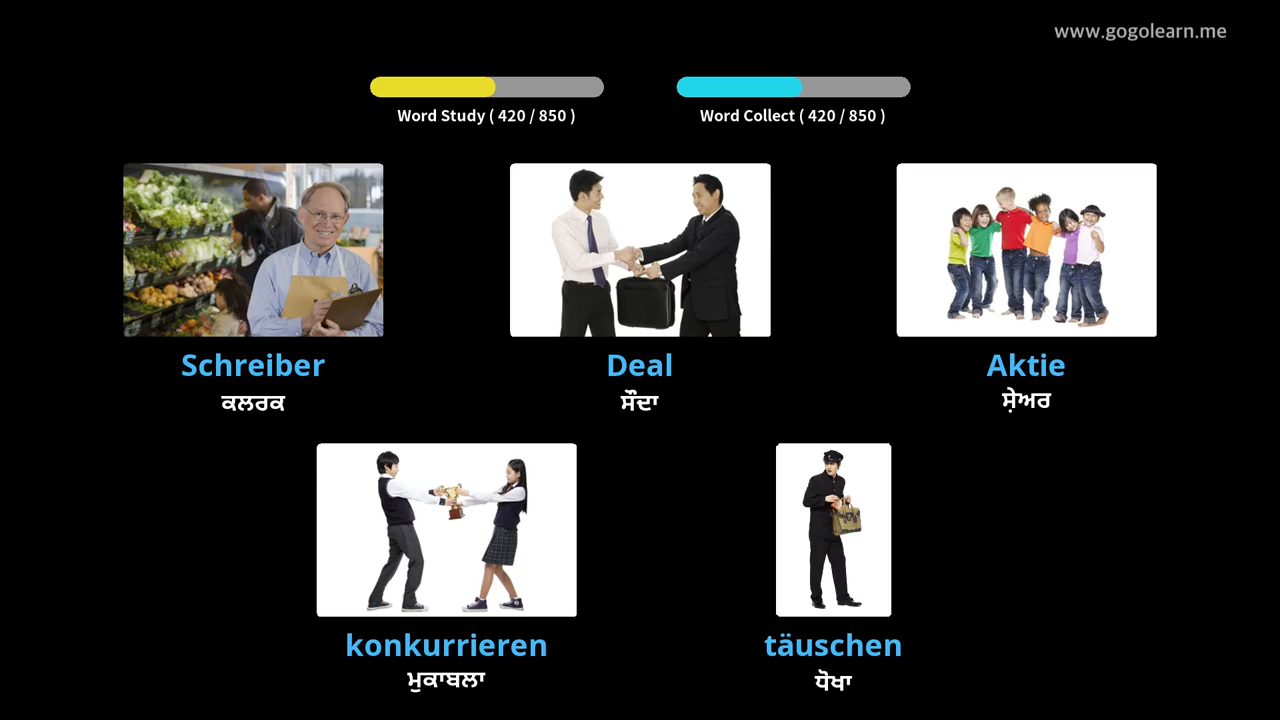 www.gogolearn.me
Word Study ( 420 / 850 )
Word Collect ( 420 / 850 )
Schreiber
ਕਲਰਕ
Deal
ਸੌਦਾ
Aktie
ਸ਼ੇਅਰ
konkurrieren
ਮੁਕਾਬਲਾ
täuschen
ਧੋਖਾ